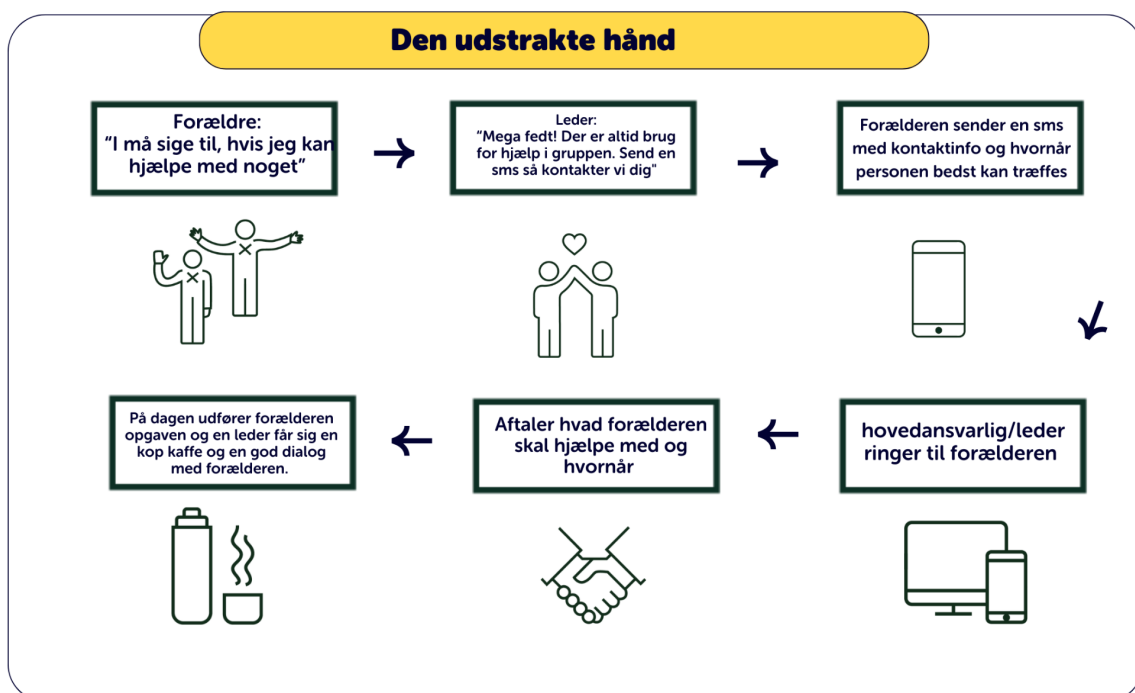 Den udstrakte hånd
Forældre:
“I må sige til, hvis jeg kan
hjælpe med noget”
Leder:
“Mega fedt! Der er altid brug
for hjælp i gruppen. Send en
sms så kontakter vi dig"
Forælderen sender en sms
med kontaktinfo og hvornår
personen bedst kan træffes
hovedansvarlig/leder
ringer til forælderen
Aftaler hvad forælderen
skal hjælpe med og
hvornår
På dagen udfører forælderen
opgaven og en leder får sig en
kop kaffe og en god dialog
med forælderen.